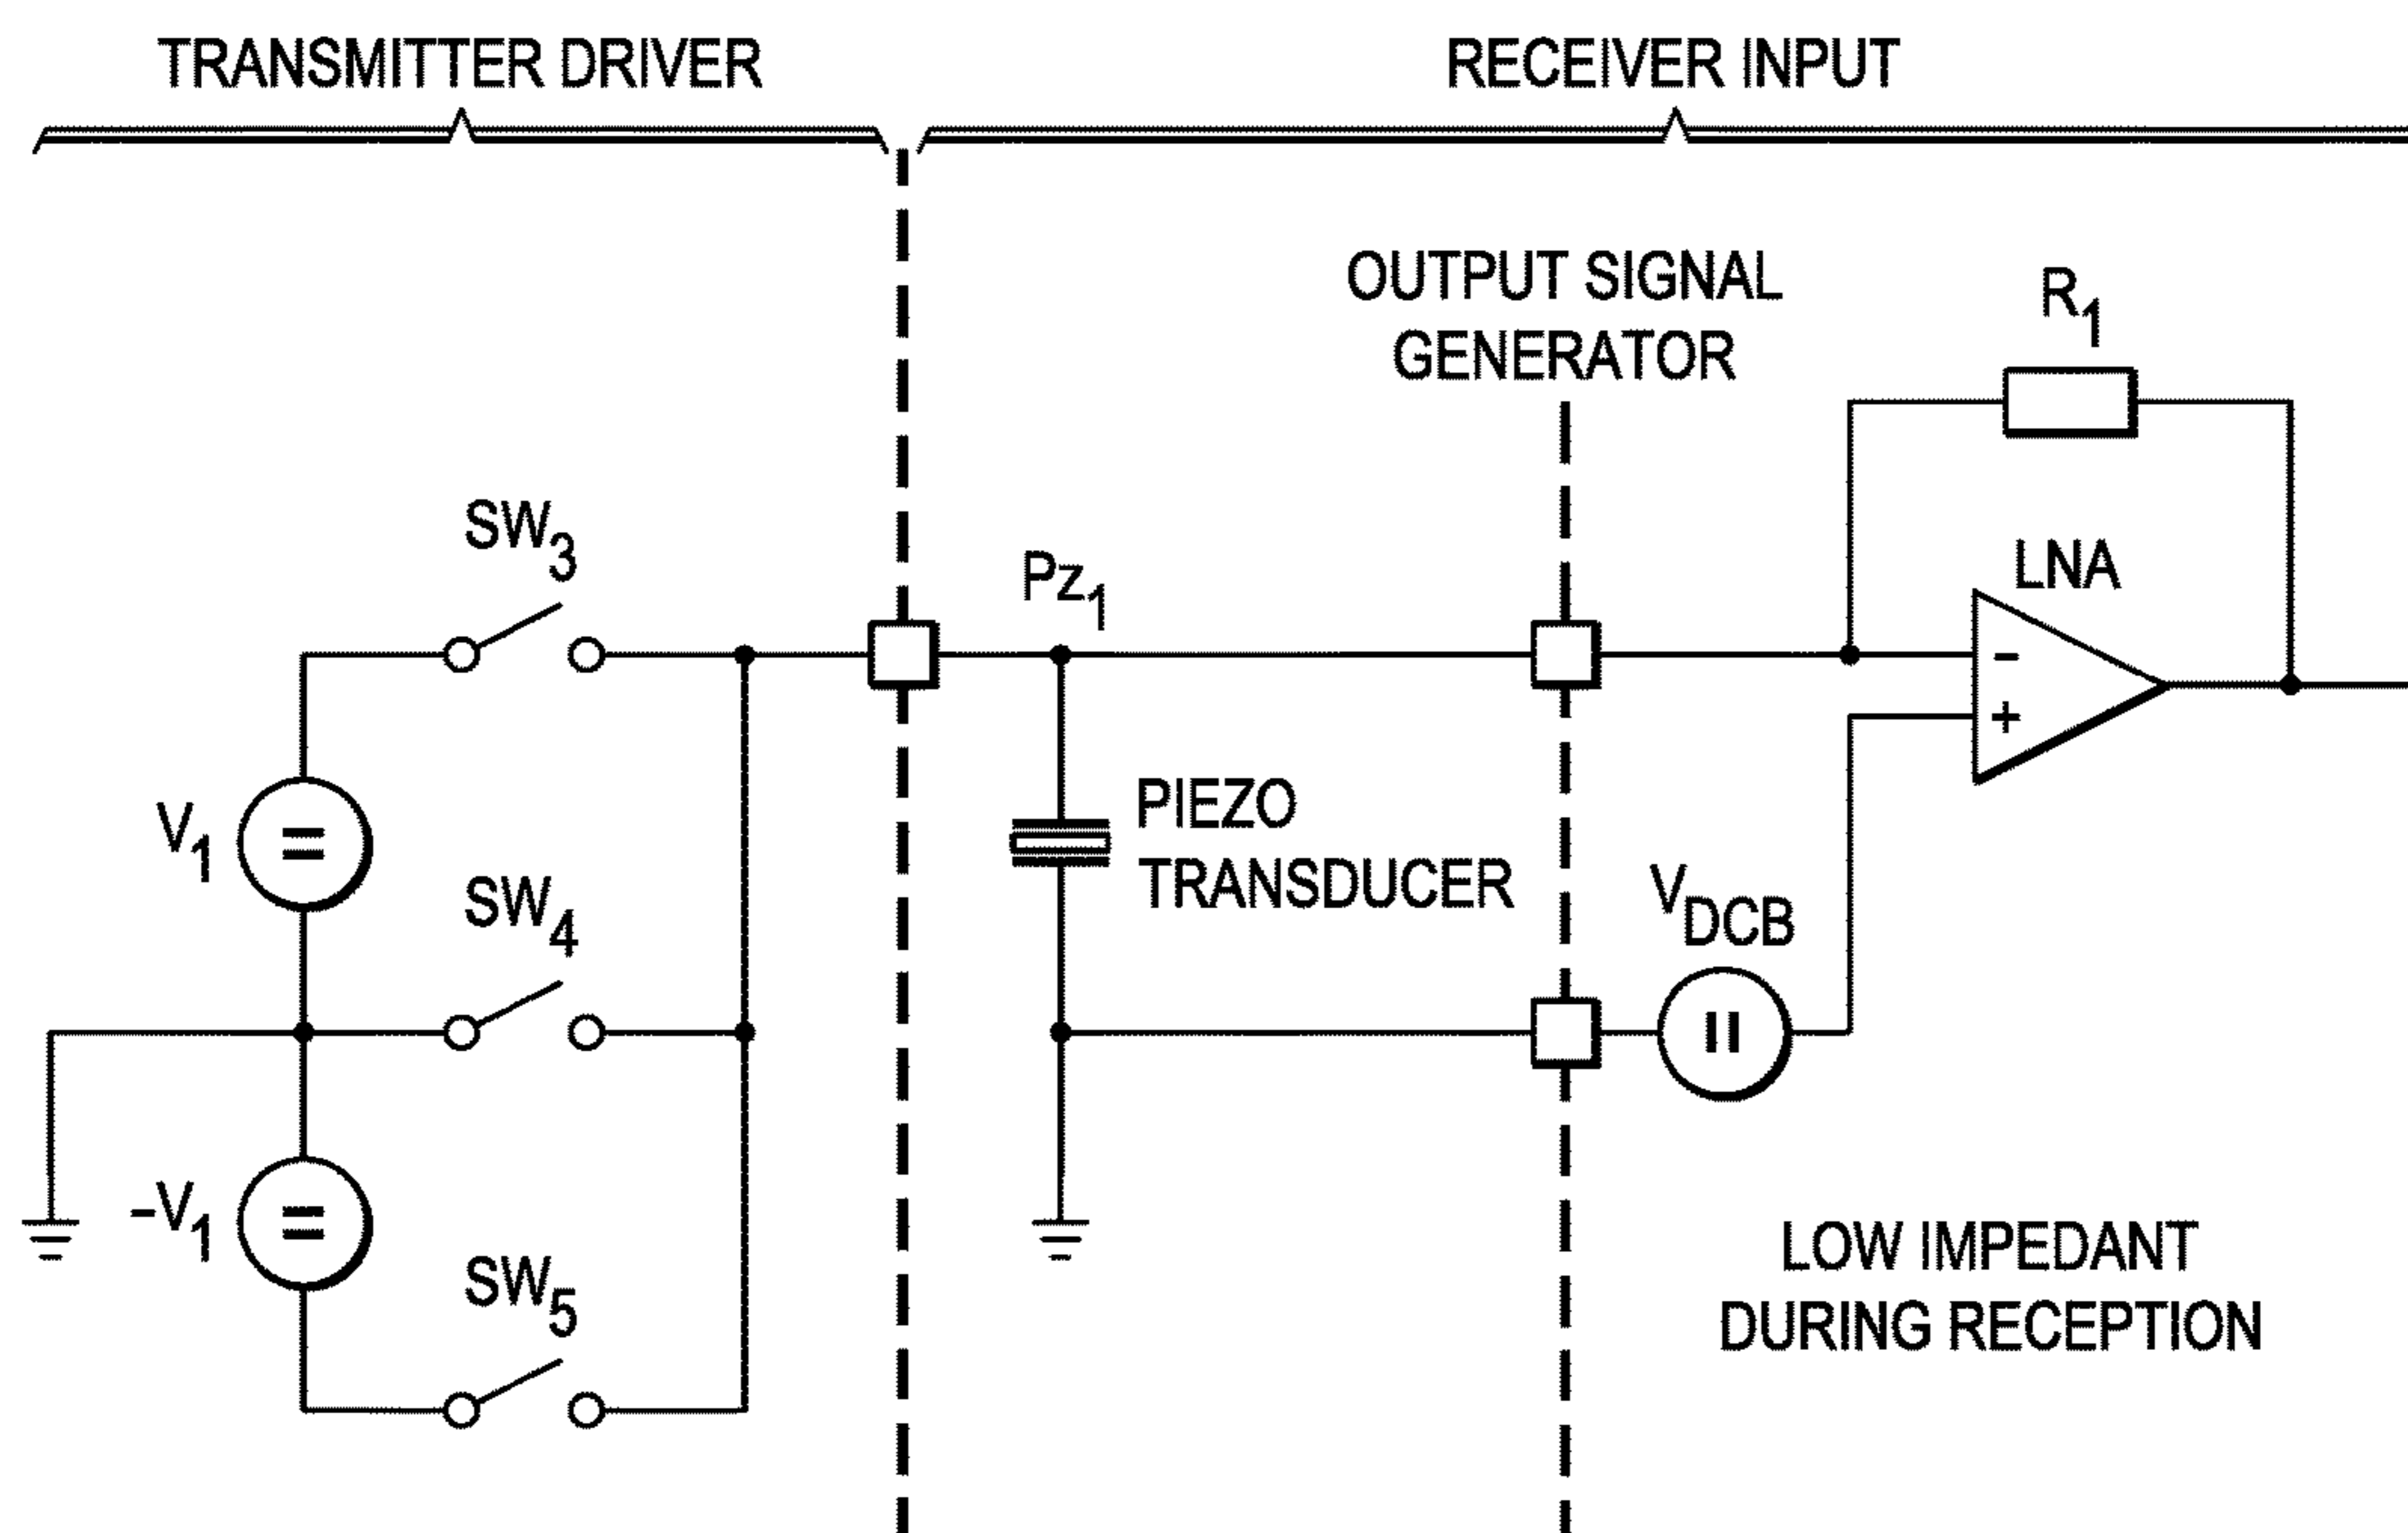 TRANSMITTER DRIVER
RECEIVER INPUT
OUTPUT SIGNAL
GENERATOR
R1
SW3
Pz1
LNA
-
+
V1
PIEZO
TRANSDUCER
SW4
VDCB
-V1
SW5
LOW IMPEDANT
DURING RECEPTION